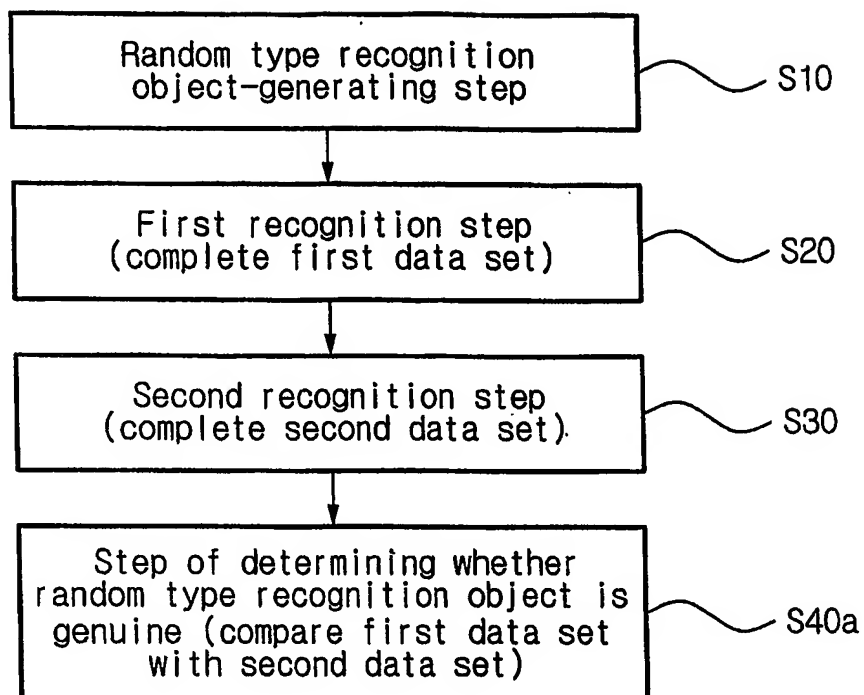 Random type recognition
object-generating step
S10
First recognition step
(complete first data set)
S20
Second recognition step
(complete second data set).
S30
Step of determining whether
random type recognition object is
genuine (compare first data set
with second data set)
S40a